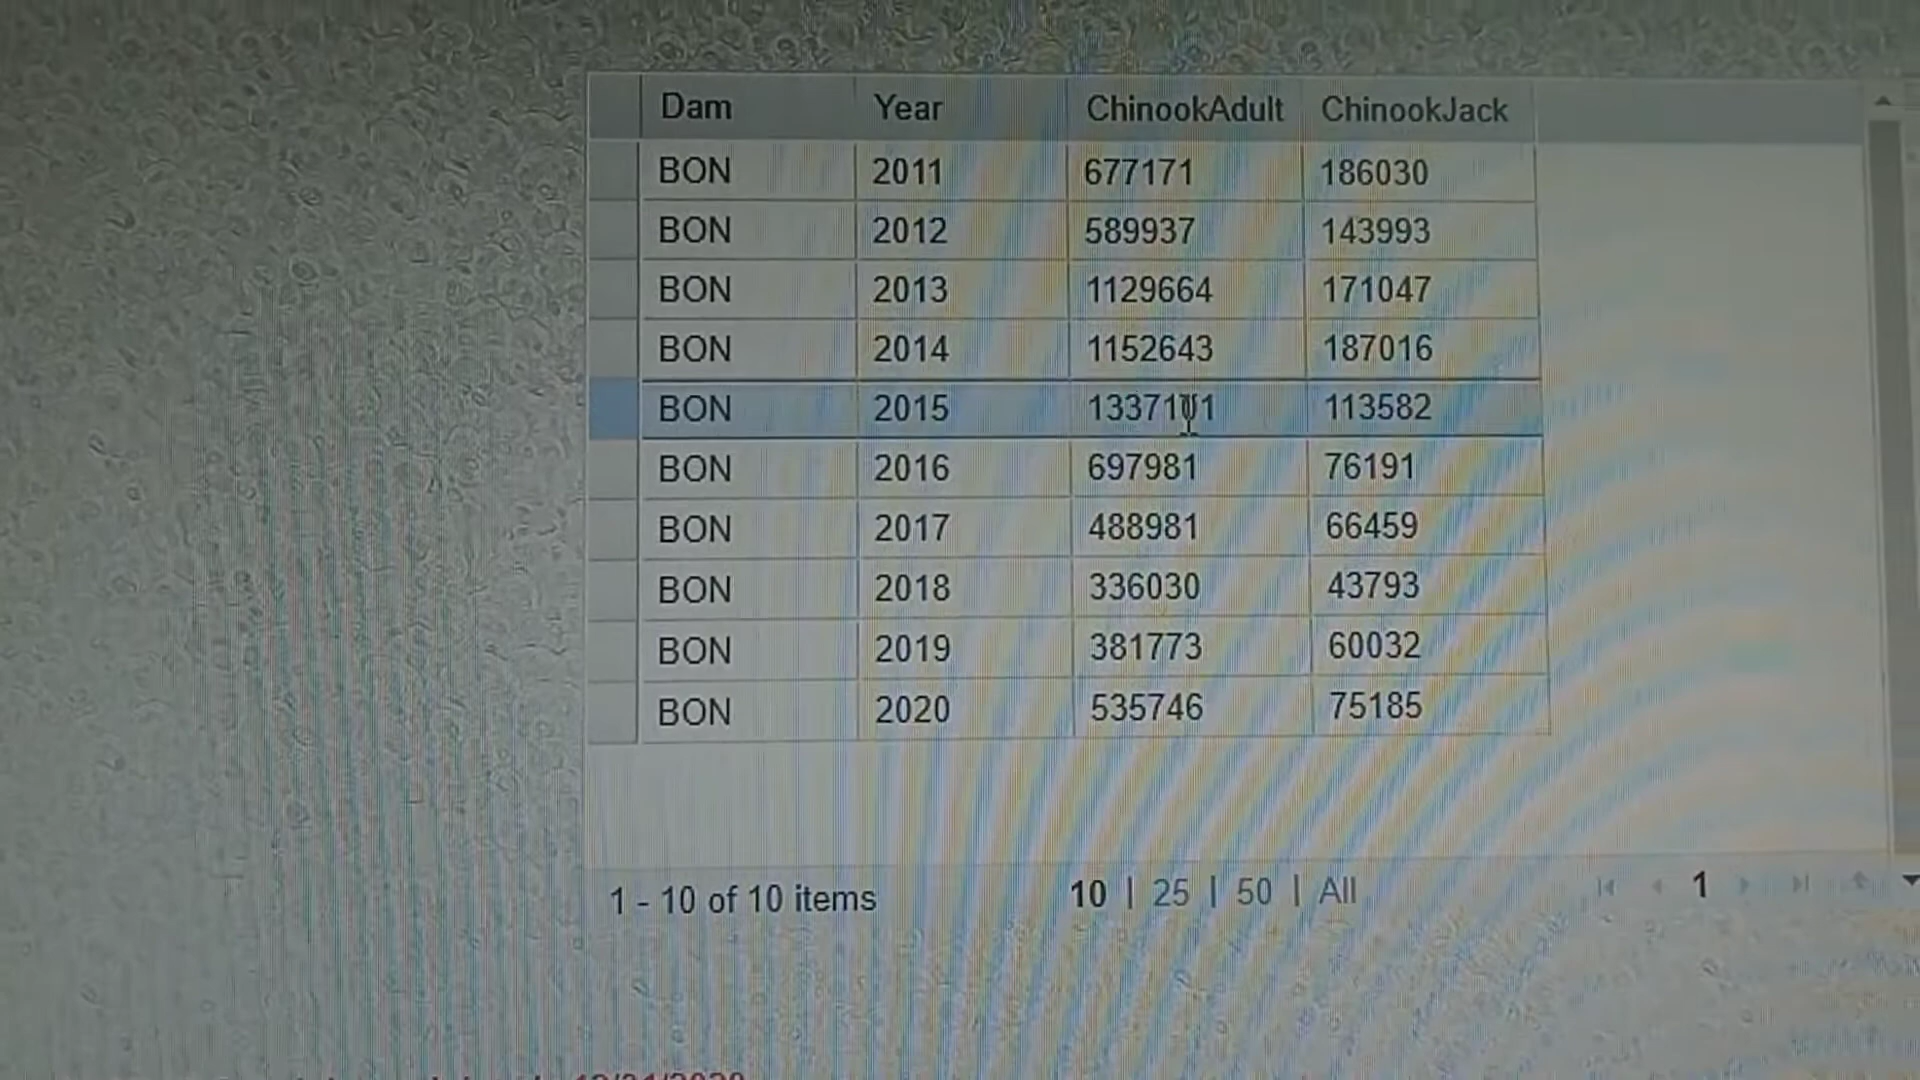 Dam Year ChinookAdult ChinookJack
BON 2011 677171 186030
BON 2012 589937 143993
BON 2013 1129664 171047
BON 2014 1152643 187016
BON 2015 113582
BON 2016 697981 76191
BON 2017 488981 66459
BON 2018 336030 43793
BON 2019 381773 60032
BON 2020 535746 75185
1 - 10 of 10 items 10 | 25 | 50 | All 1